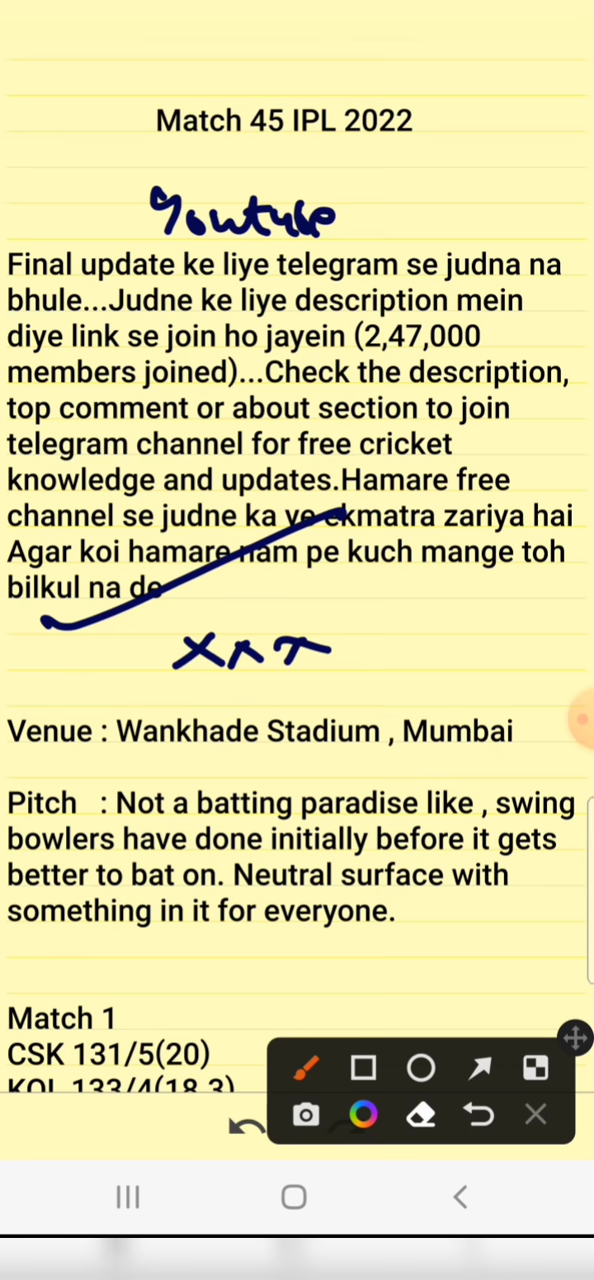 Match 45 IPL 2022
Youtube
Final update ke liye telegram se judna na
bhule...Judne ke liye description mein
diye link se join ho jayein (2,47,000
members joined)...Check the description,
top comment or about section to join
telegram channel for free cricket
knowledge and updates.Hamare free
channel se judne ka ye ekmatra zariya hai
Agar koi hamare nam pe kuch mange toh
bilkul na de
Venue : Wankhade Stadium , Mumbai
Pitch : Not a batting paradise like , swing
bowlers have done initially before it gets
better to bat on. Neutral surface with
something in it for everyone.
Match 1
CSK 131/5(20)
KOL 133/4(18.3)